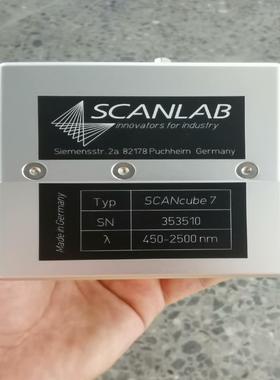 SCANLAB
innovators for industry
Siemensstr. 2a 82178 Puchheim Germany
Made in Germany
Typ SCANcube 7
SN 353510
λ 450-2500 nm